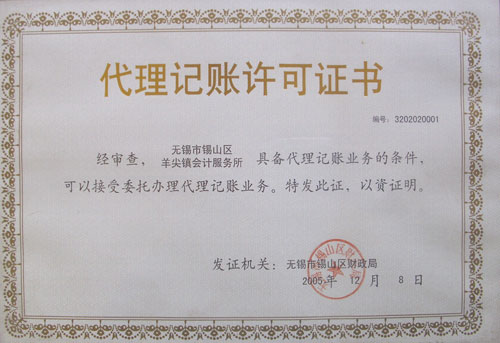 代理记账许可证书
编号：3202020001
无锡市锡山区
经审查，羊尖镇会计服务所 具备代理记账业务的条件，
可以接受委托办理代理记账业务。特发此证，以资证明。
发证机关：无锡市锡山区财政局
2005年 12 月 8 日